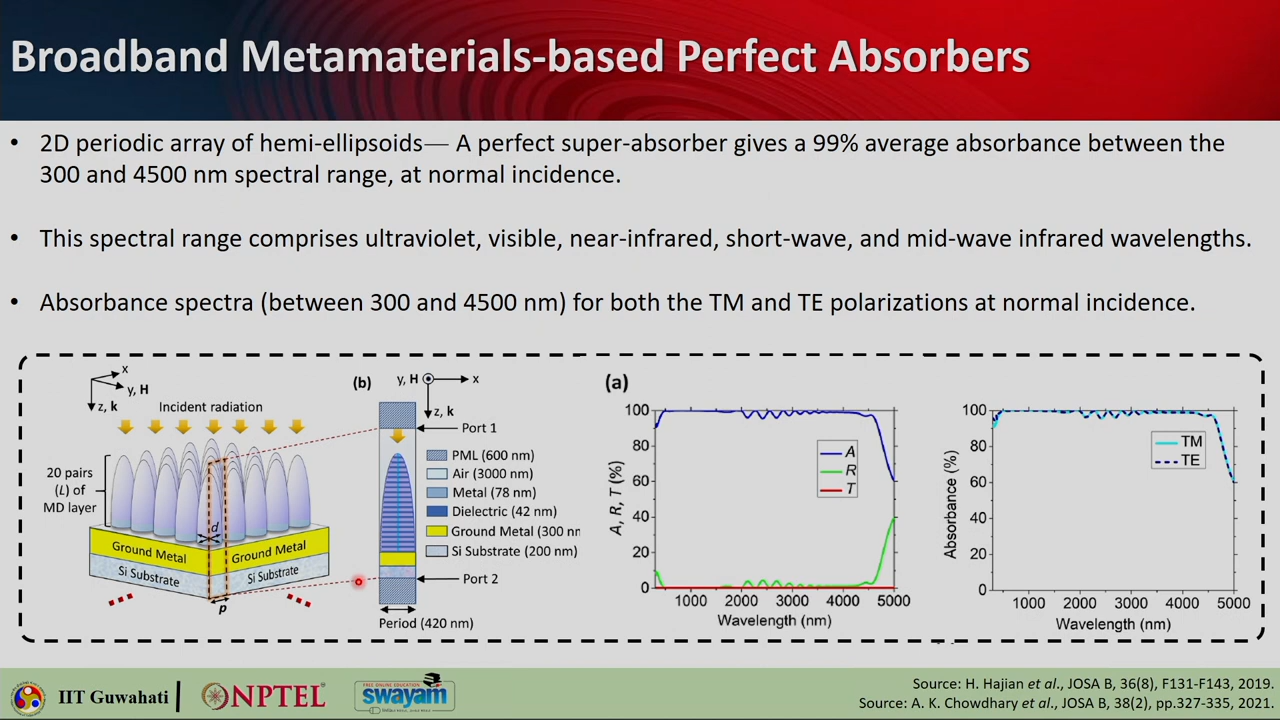 Broadband Metamaterials-based Perfect Absorbers
• 2D periodic array of hemi-ellipsoids— A perfect super-absorber gives a 99% average absorbance between the
300 and 4500 nm spectral range, at normal incidence.
• This spectral range comprises ultraviolet, visible, near-infrared, short-wave, and mid-wave infrared wavelengths.
• Absorbance spectra (between 300 and 4500 nm) for both the TM and TE polarizations at normal incidence.
x
y, H
z, k
Incident radiation
20 pairs
(L) of
MD layer
d
Ground Metal
Ground Metal
Si Substrate
Si Substrate
p
(b)
y, H
x
z, k
Port 1
PML (600 nm)
Air (3000 nm)
Metal (78 nm)
Dielectric (42 nm)
Ground Metal (300 nm
Si Substrate (200 nm)
Port 2
Period (420 nm)
(a)
100
80
60
40
20
0
A, R, T (%)
A
R
T
1000 2000 3000 4000 5000
Wavelength (nm)
100
80
60
40
20
0
Absorbance (%)
TM
TE
1000 2000 3000 4000 5000
Wavelength (nm)
IIT Guwahati
NPTEL
FREE ONLINE EDUCATION
swayam
Source: H. Hajian et al., JOSA B, 36(8), F131-F143, 2019.
Source: A. K. Chowdhary et al., JOSA B, 38(2), pp.327-335, 2021.